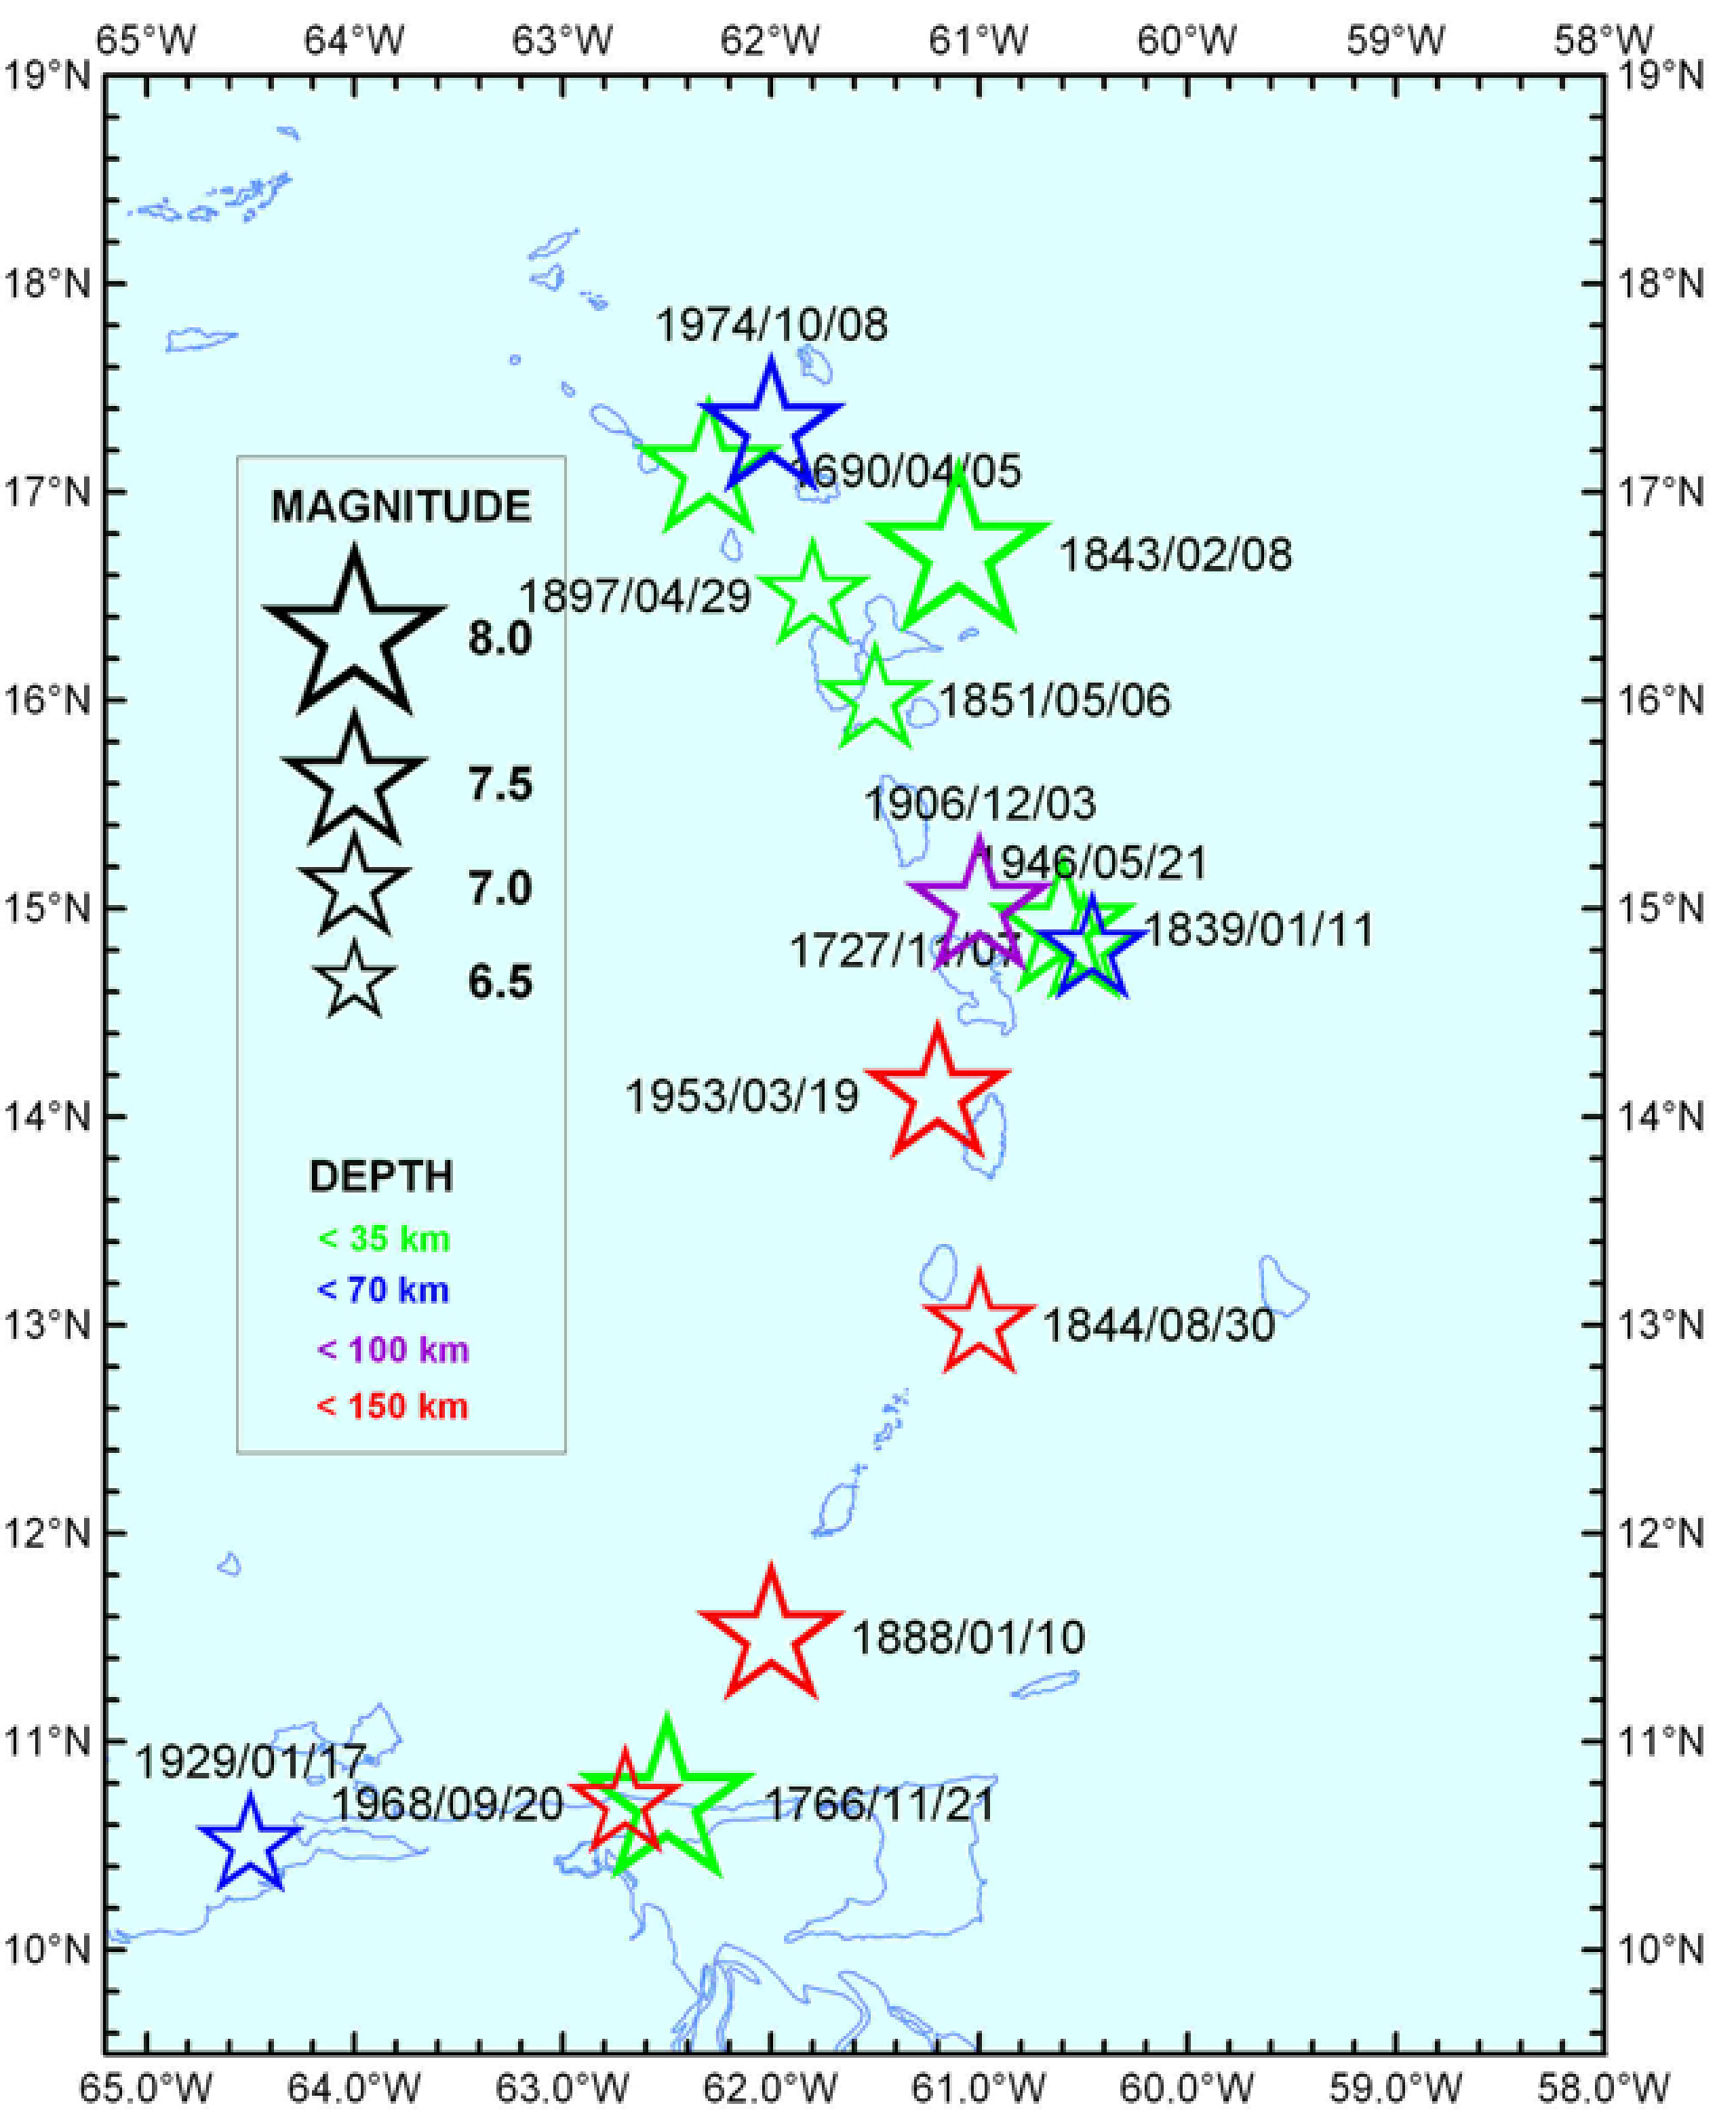 65°W 64°W 63°W 62°W 61°W 60°W 59°W 58°W
19°N 19°N
18°N 18°N
1974/10/08
1690/04/05
17°N 17°N
MAGNITUDE
1843/02/08
1897/04/29
8.0
16°N 16°N
1851/05/06
7.5
1906/12/03
1946/05/21
7.0
15°N 15°N
1839/01/11
1727/11/07
6.5
1953/03/19
14°N 14°N
DEPTH
< 35 km
< 70 km
13°N 13°N
1844/08/30
< 100 km
< 150 km
12°N 12°N
1888/01/10
11°N 11°N
1929/01/17
1968/09/20
1766/11/21
10°N 10°N
65.0°W 64.0°W 63.0°W 62.0°W 61.0°W 60.0°W 59.0°W 58.0°W